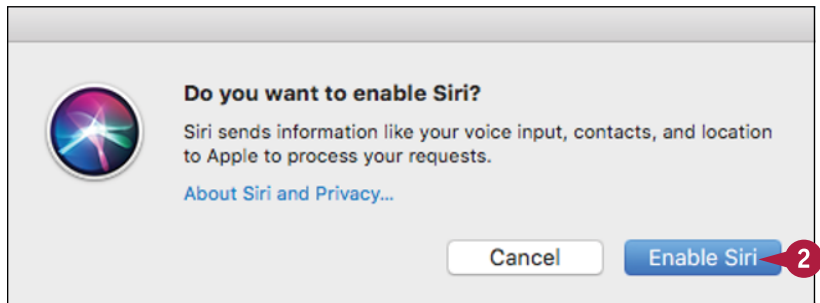 Do you want to enable Siri?
Siri sends information like your voice input, contacts, and location
to Apple to process your requests.
About Siri and Privacy...
Cancel
Enable Siri
2